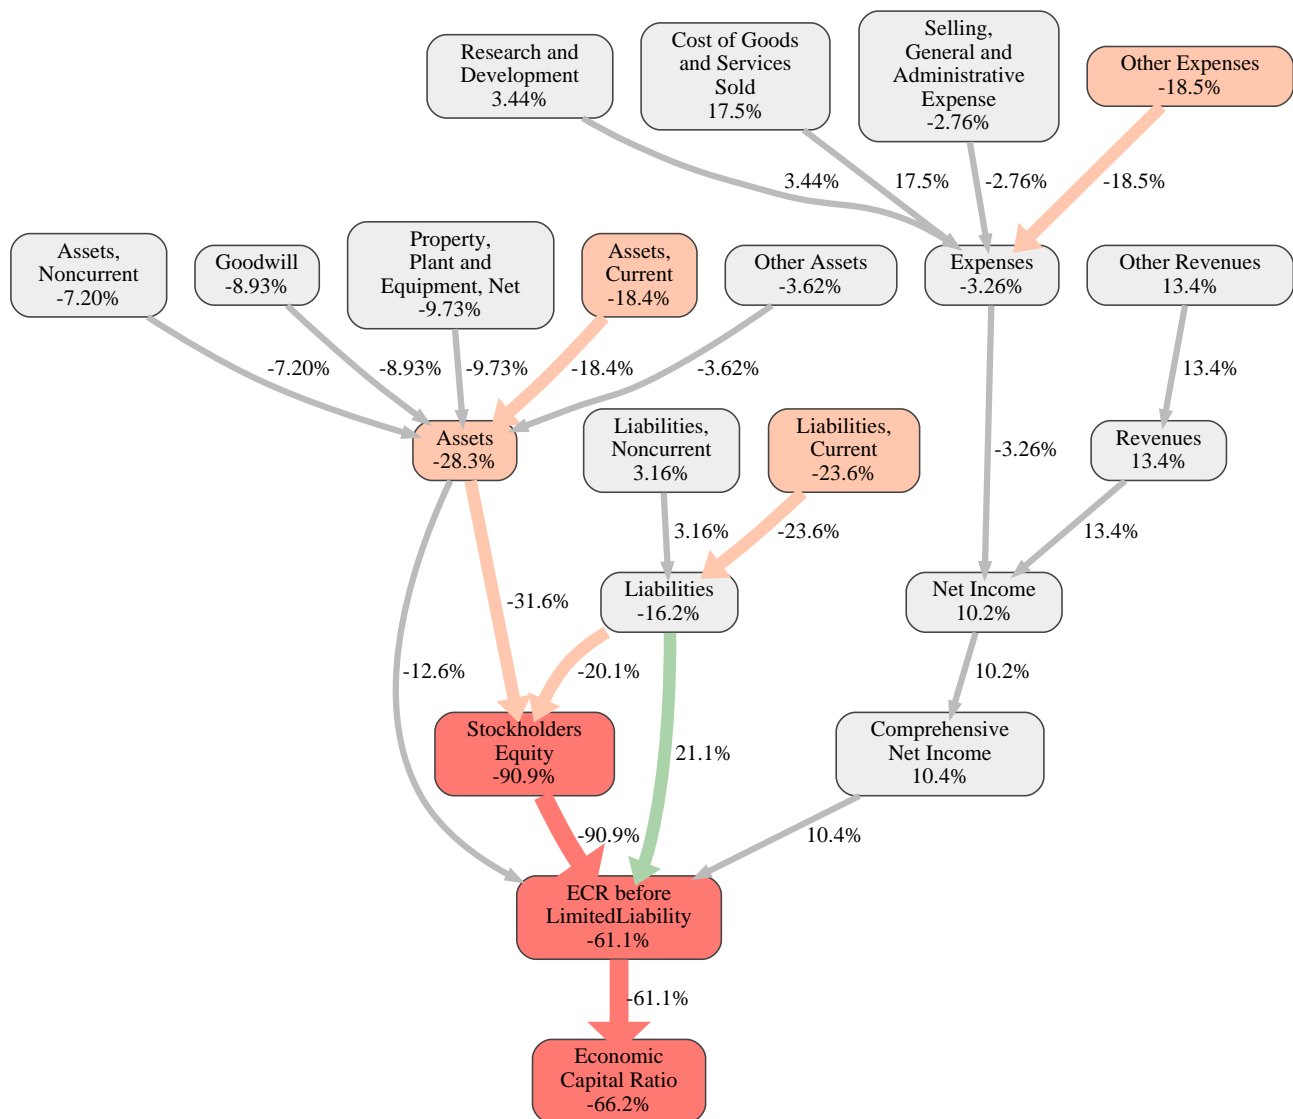 Research and
Development
3.44%
Cost of Goods
and Services
Sold
17.5%
Selling,
General and
Administrative
Expense
-2.76%
Other Expenses
-18.5%
3.44%
17.5%
-2.76%
-18.5%
Assets,
Noncurrent
-7.20%
Goodwill
-8.93%
Property,
Plant and
Equipment, Net
-9.73%
Assets,
Current
-18.4%
Other Assets
-3.62%
Expenses
-3.26%
Other Revenues
13.4%
-7.20%
-8.93%
-9.73%
-18.4%
-3.62%
13.4%
Assets
-28.3%
Liabilities,
Noncurrent
3.16%
Liabilities,
Current
-23.6%
-3.26%
Revenues
13.4%
3.16%
-23.6%
13.4%
-31.6%
Liabilities
-16.2%
Net Income
10.2%
-12.6%
-20.1%
10.2%
Stockholders
Equity
-90.9%
21.1%
Comprehensive
Net Income
10.4%
-90.9%
10.4%
ECR before
LimitedLiability
-61.1%
-61.1%
Economic
Capital Ratio
-66.2%